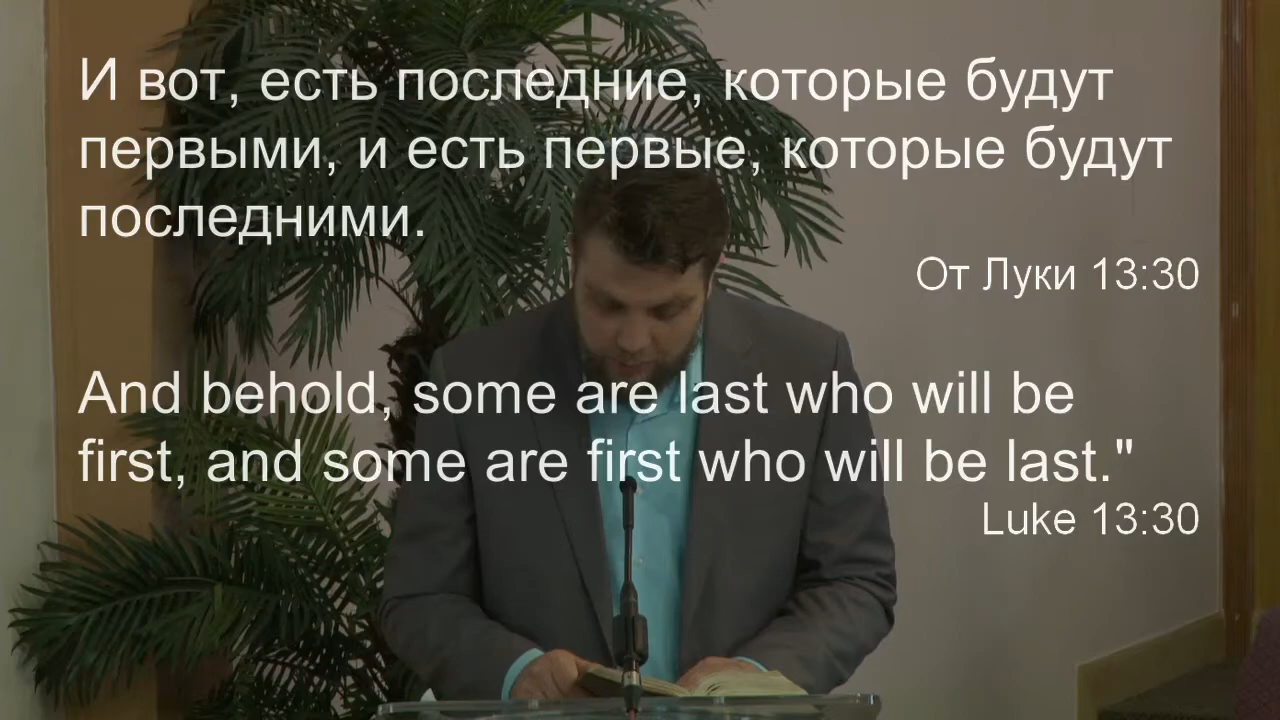 И вот, есть последние, которые будут
первыми, и есть первые, которые будут
последними.
От Луки 13:30
And behold, some are last who will be
first, and some are first who will be last."
Luke 13:30